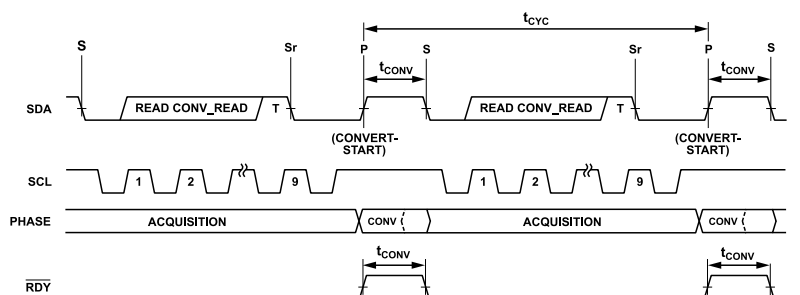 tCYC
S Sr P S Sr P S
tCONV tCONV
SDA READ CONV_READ T READ CONV_READ T
(CONVERT-
START)
(CONVERT-
START)
SCL 1 2 9 1 2 9
PHASE ACQUISITION CONV ACQUISITION CONV
tCONV tCONV
RDY